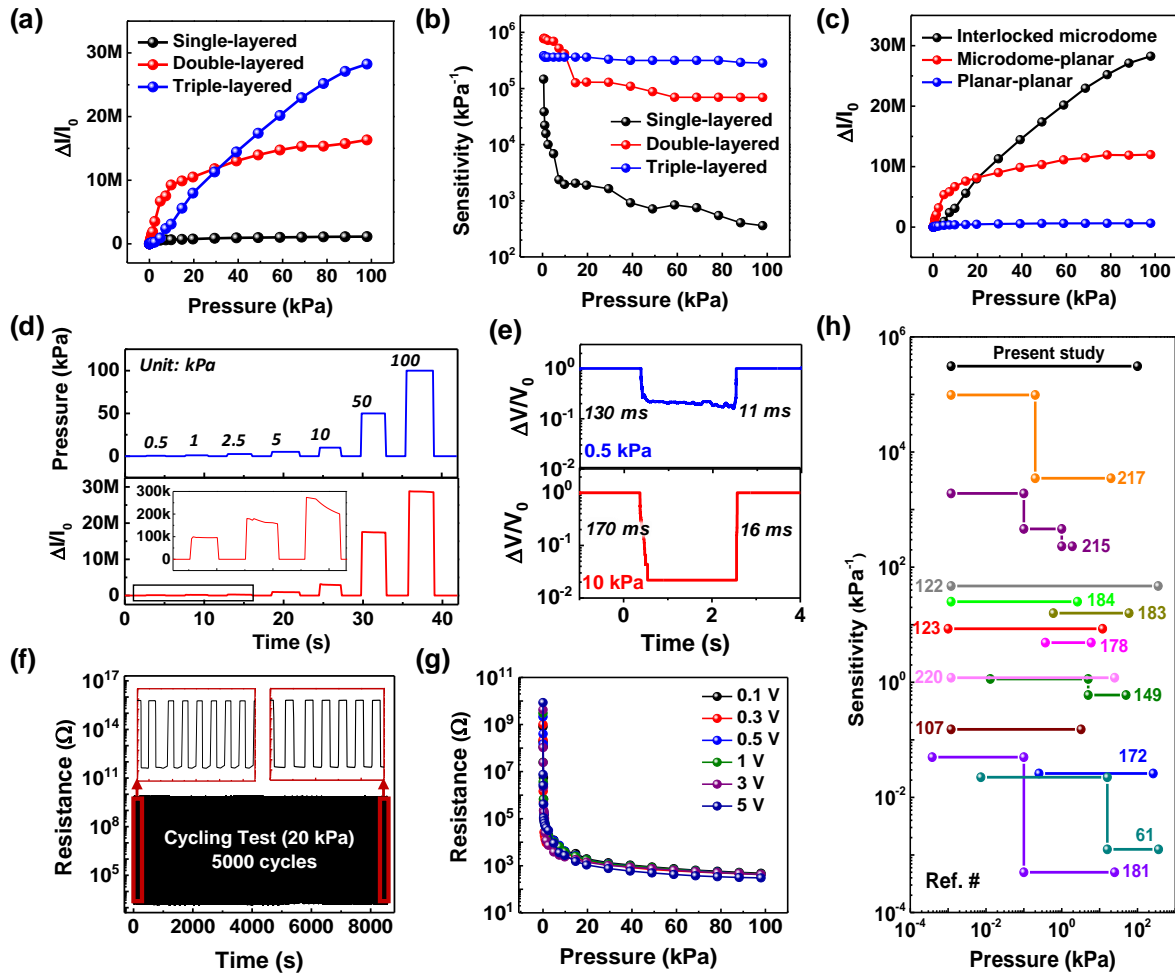 (a)
30M
20M
10M
0
ΔI/I0
Single-layered
Double-layered
Triple-layered
0 20 40 60 80 100
Pressure (kPa)
(b)
10^6
10^5
10^4
10^3
10^2
Sensitivity (kPa^-1)
Single-layered
Double-layered
Triple-layered
0 20 40 60 80 100
Pressure (kPa)
(c)
30M
20M
10M
0
ΔI/I0
Interlocked microdome
Microdome-planar
Planar-planar
0 20 40 60 80 100
Pressure (kPa)
(d)
100
50
0
Pressure (kPa)
Unit: kPa
0.5 1 2.5 5 10 50 100
30M
20M
10M
0
ΔI/I0
300k
200k
100k
0
0 10 20 30 40
Time (s)
(e)
10^0
10^-1
10^-2
ΔV/V0
130 ms
11 ms
0.5 kPa
10^0
10^-1
10^-2
ΔV/V0
170 ms
16 ms
10 kPa
0 2 4
Time (s)
(f)
10^17
10^15
10^13
10^11
10^9
10^7
10^5
Resistance (Ω)
Cycling Test (20 kPa)
5000 cycles
0 2000 4000 6000 8000
Time (s)
(g)
10^11
10^9
10^7
10^5
10^3
10^1
Resistance (Ω)
0.1 V
0.3 V
0.5 V
1 V
3 V
5 V
0 20 40 60 80 100
Pressure (kPa)
(h)
10^6
10^4
10^2
10^0
10^-2
10^-4
Sensitivity (kPa^-1)
Present study
217
215
122
184
183
123
178
220
149
107
172
61
181
Ref. #
10^-4 10^-2 10^0 10^2
Pressure (kPa)